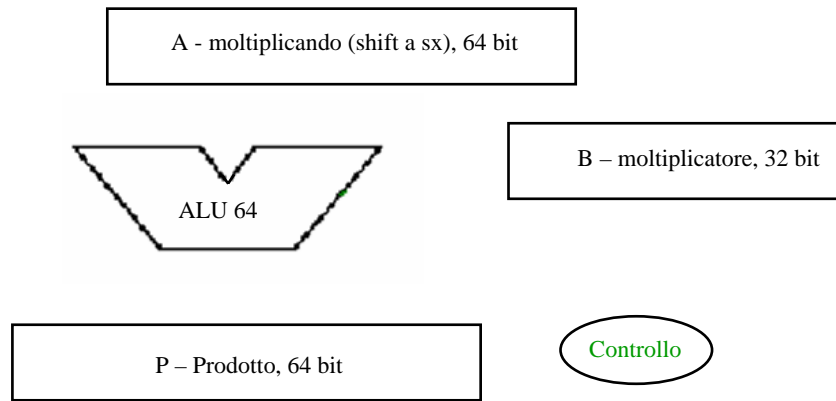 A - moltiplicando (shift a sx), 64 bit
B – moltiplicatore, 32 bit
ALU 64
P – Prodotto, 64 bit
Controllo